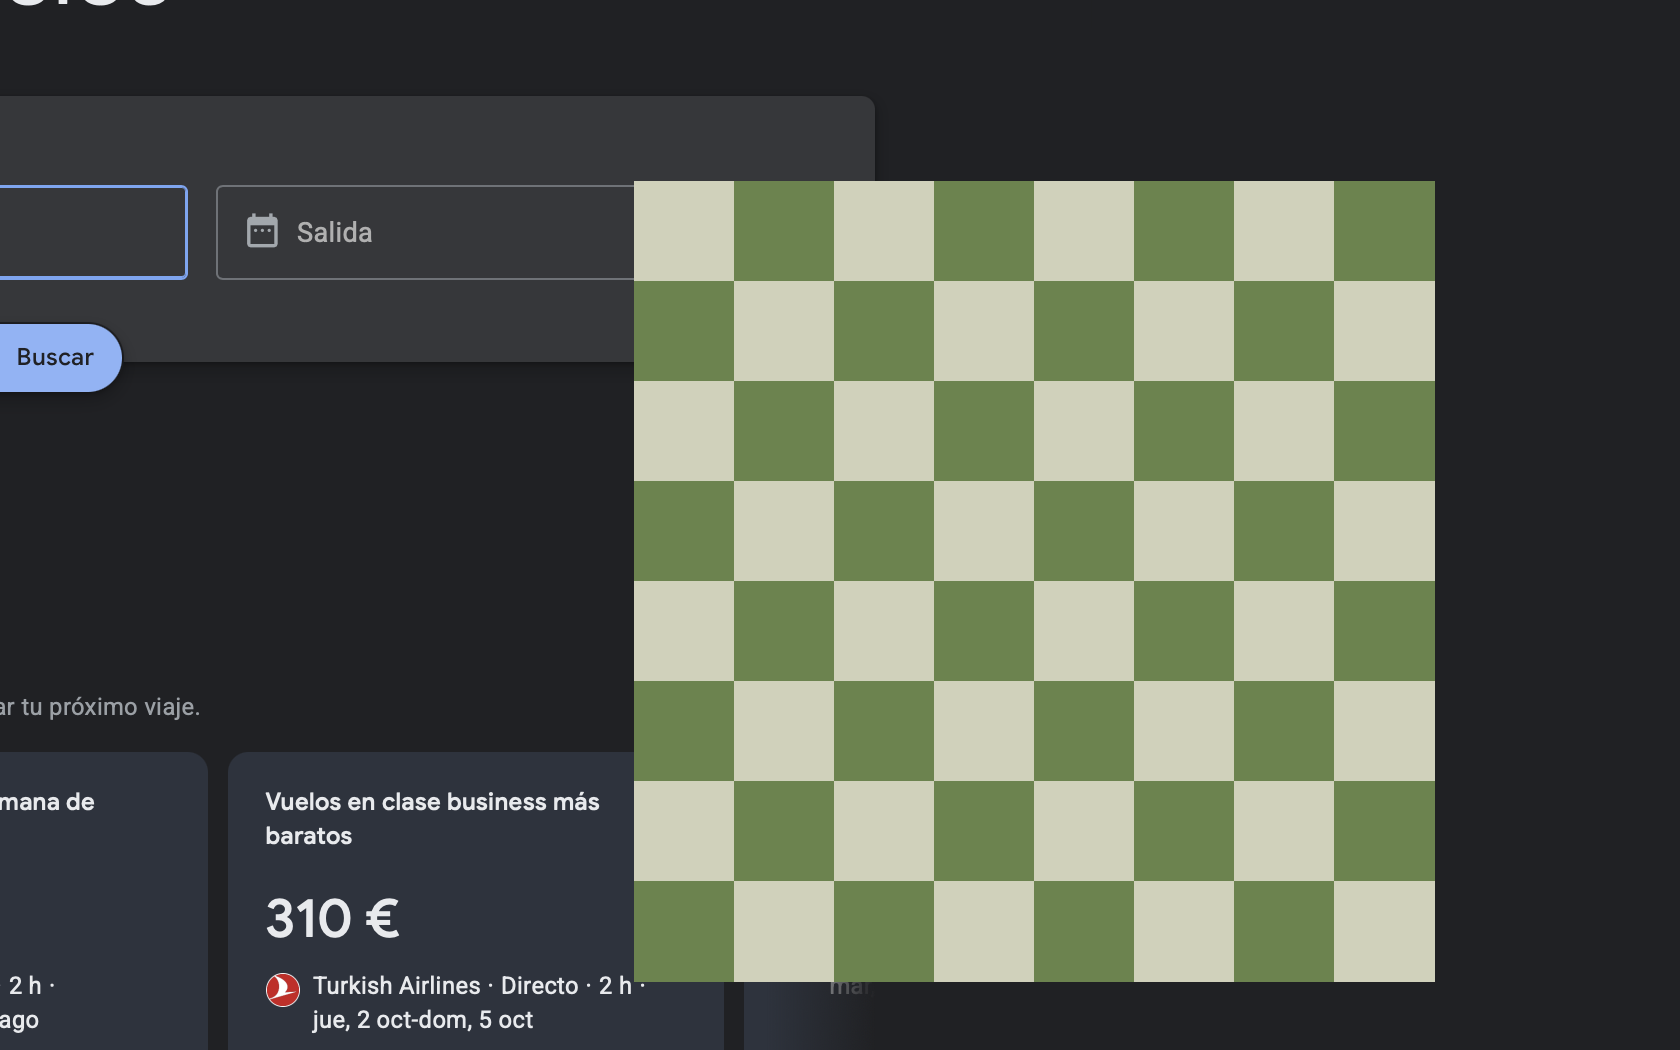 Salida
Buscar
ar tu próximo viaje.
mana de
Vuelos en clase business más
baratos
310 €
2 h ·
ago
Turkish Airlines · Directo · 2 h ·
jue, 2 oct-dom, 5 oct